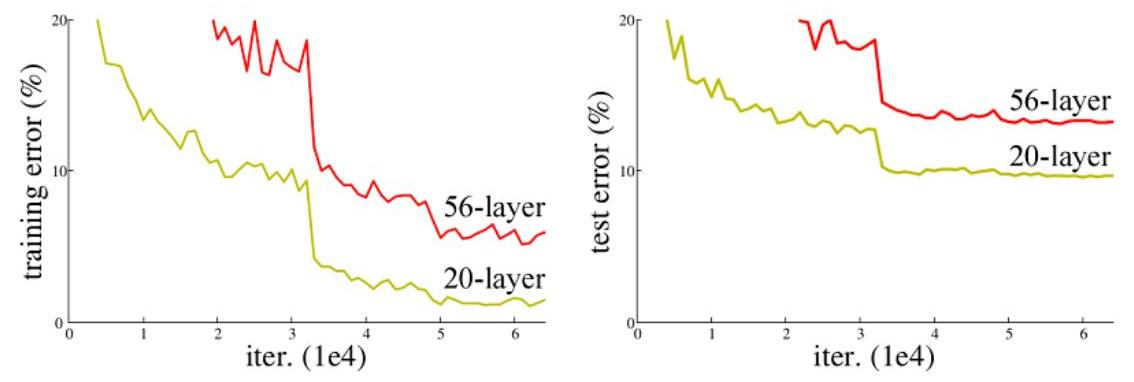 training error (%)
20
10
0
0 1 2 3 4 5 6
iter. (1e4)
56-layer
20-layer
test error (%)
20
10
0
0 1 2 3 4 5 6
iter. (1e4)
56-layer
20-layer